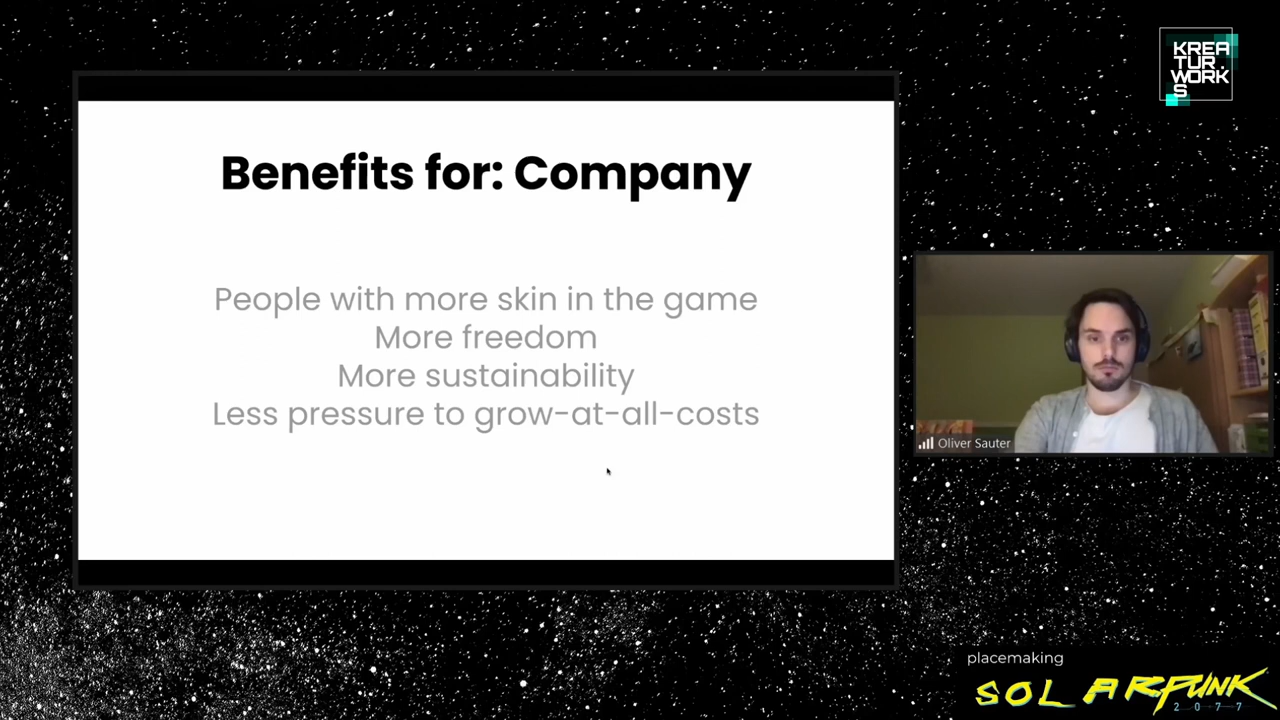 KREA
TUR.
WORK
S
Benefits for: Company
People with more skin in the game
More freedom
More sustainability
Less pressure to grow-at-all-costs
Oliver Sauter
placemaking
SOLARPUNK
2077